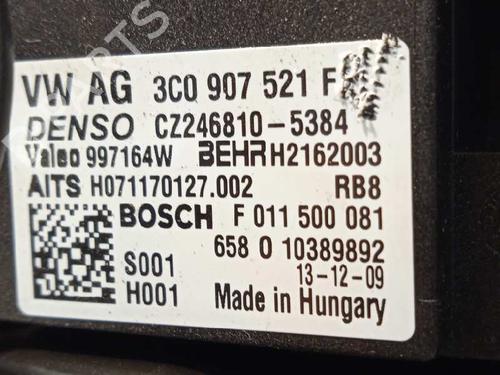 VW AG 3C0 907 521 F
DENSO CZ246810-5384
Valeo 997164W BEHR H2162003
AITS H071170127.002 RB8
BOSCH F 011 500 081
658 0 10389892
S001 13-12-09
H001 Made in Hungary